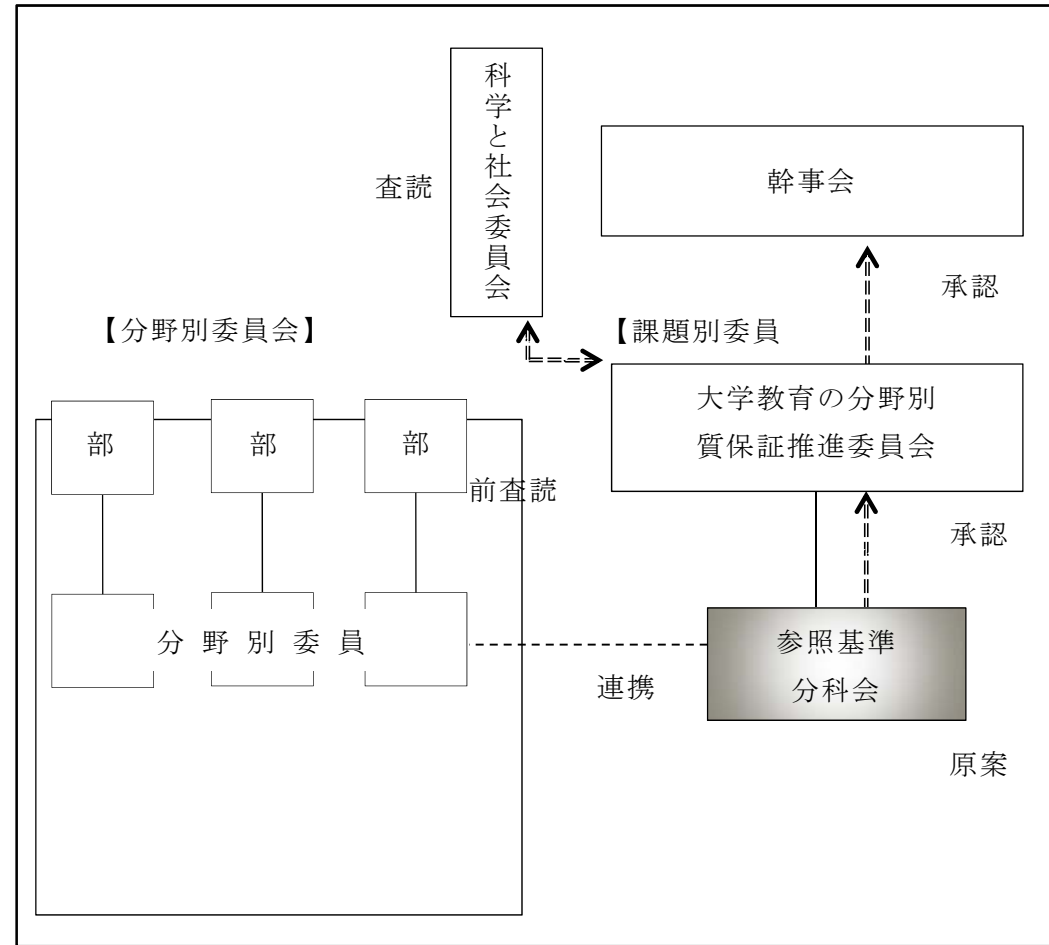 科学と社会委員会
査読
幹事会
承認
【分野別委員会】
【課題別委員
大学教育の分野別
質保証推進委員会
部
部
部
前査読
承認
分野別委員
参照基準
分科会
連携
原案